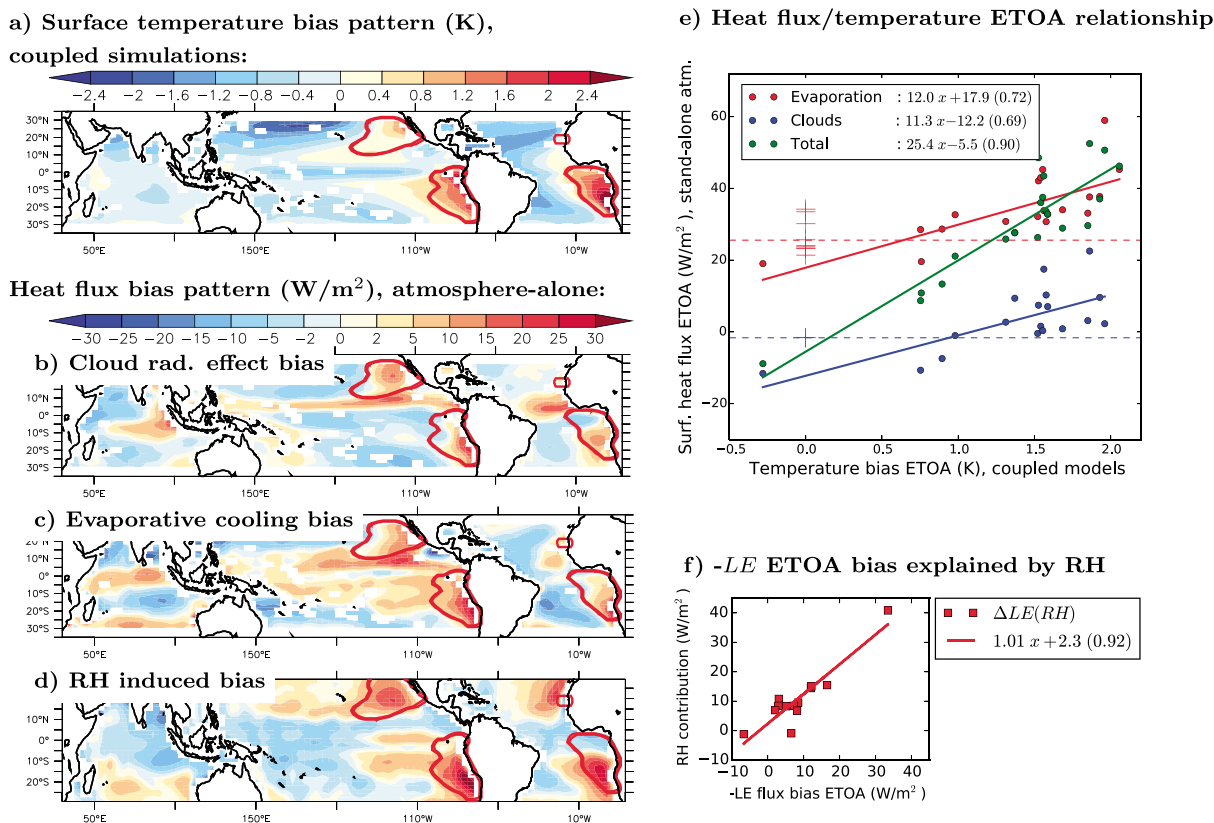 a) Surface temperature bias pattern (K),
coupled simulations:
−2.4 −2 −1.6 −1.2 −0.8 −0.4 0 0.4 0.8 1.2 1.6 2 2.4
30°N
20°N
10°N
0°
10°S
20°S
30°S
50°E 150°E 110°W 10°W
Heat flux bias pattern (W/m²), atmosphere-alone:
−30 −25 −20 −15 −10 −5 −2 0 2 5 10 15 20 25 30
b) Cloud rad. effect bias
10°N
0°
10°S
20°S
30°S
50°E 150°E 110°W 10°W
c) Evaporative cooling bias
20°N
10°N
0°
10°S
20°S
30°S
50°E 150°E 110°W 10°W
d) RH induced bias
10°N
0°
10°S
20°S
30°S
50°E 150°E 110°W 10°W
e) Heat flux/temperature ETOA relationship
Surf. heat flux ETOA (W/m²), stand-alone atm.
60
40
20
0
−20
Evaporation : 12.0 x+17.9 (0.72)
Clouds : 11.3 x−12.2 (0.69)
Total : 25.4 x−5.5 (0.90)
−0.5 0.0 0.5 1.0 1.5 2.0
Temperature bias ETOA (K), coupled models
f) -LE ETOA bias explained by RH
RH contribution (W/m²)
40
30
20
10
0
−10
−10 0 10 20 30 40
-LE flux bias ETOA (W/m²)
ΔLE(RH)
1.01 x+2.3 (0.92)